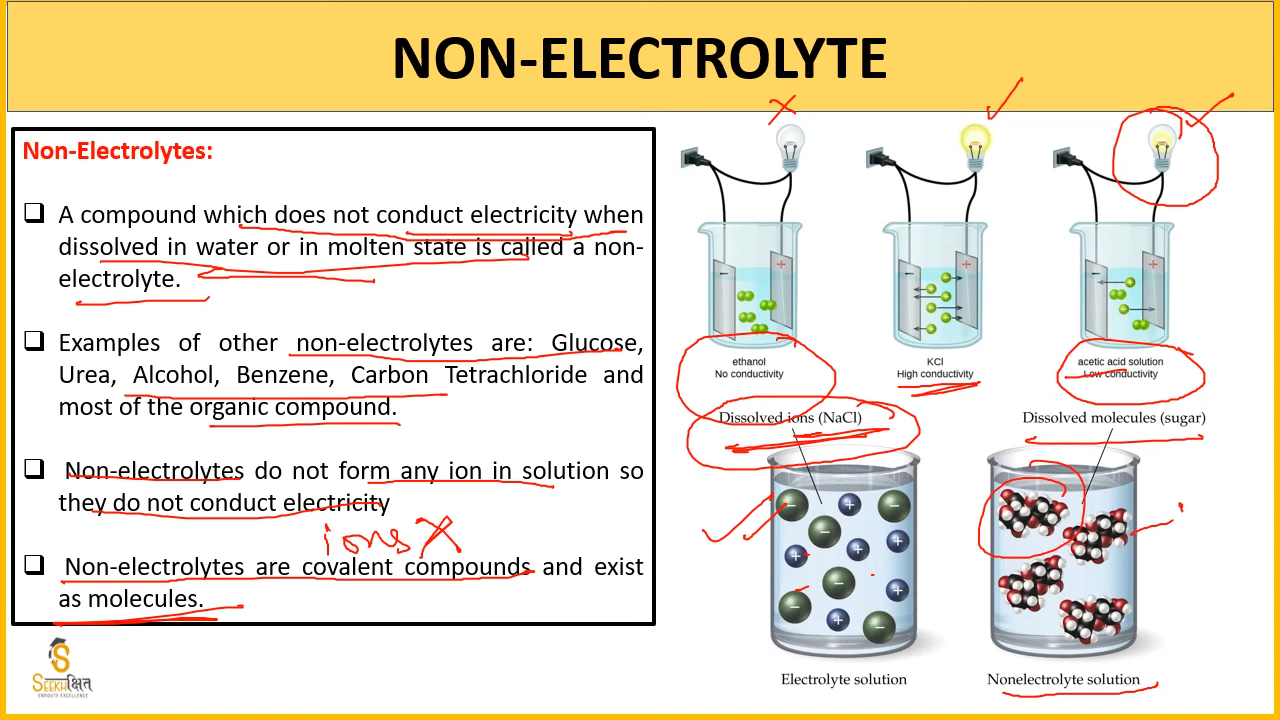 NON-ELECTROLYTE
Non-Electrolytes:
❑ A compound which does not conduct electricity when
dissolved in water or in molten state is called a non-
electrolyte.
❑ Examples of other non-electrolytes are: Glucose,
Urea, Alcohol, Benzene, Carbon Tetrachloride and
most of the organic compound.
❑ Non-electrolytes do not form any ion in solution so
they do not conduct electricity
ions X
❑ Non-electrolytes are covalent compounds and exist
as molecules.
ethanol
No conductivity
KCl
High conductivity
acetic acid solution
Low conductivity
Dissolved ions (NaCl)
Dissolved molecules (sugar)
Electrolyte solution
Nonelectrolyte solution
SEEKHक्षित
ENROUTE EXCELLENCE